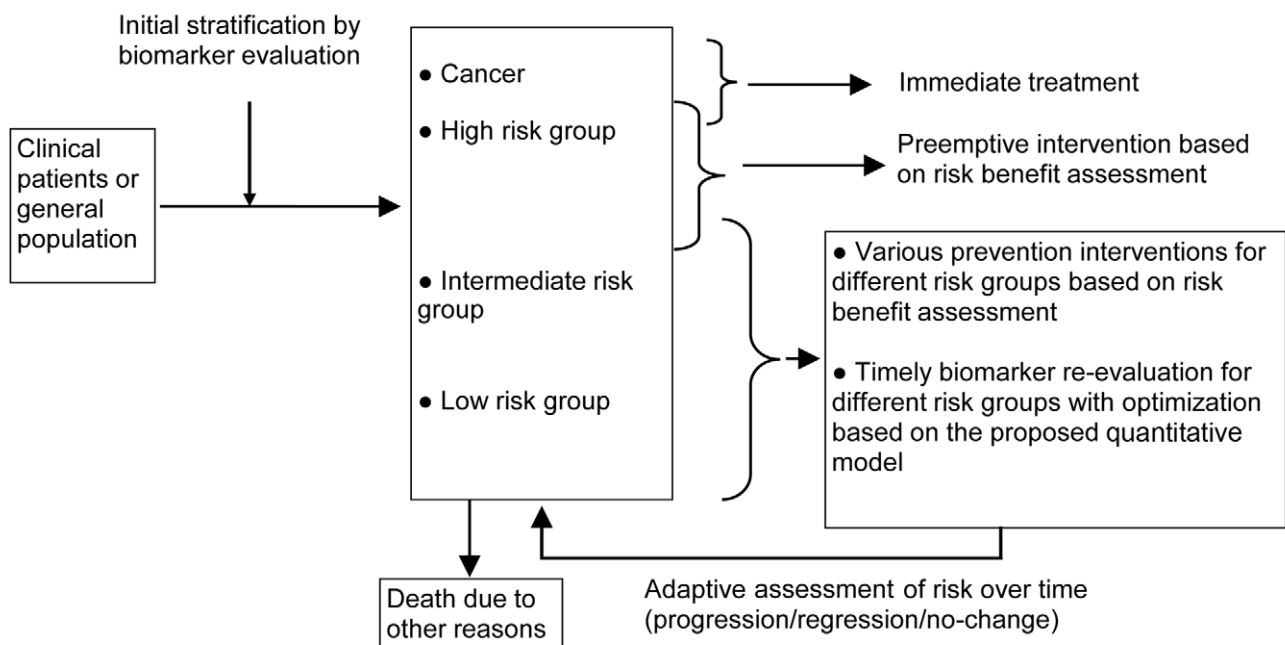 Initial stratification by
biomarker evaluation
Clinical
patients or
general
population
● Cancer
● High risk group
● Intermediate risk
group
● Low risk group
Immediate treatment
Preemptive intervention based
on risk benefit assessment
● Various prevention interventions for
different risk groups based on risk
benefit assessment
● Timely biomarker re-evaluation for
different risk groups with optimization
based on the proposed quantitative
model
Death due to
other reasons
Adaptive assessment of risk over time
(progression/regression/no-change)